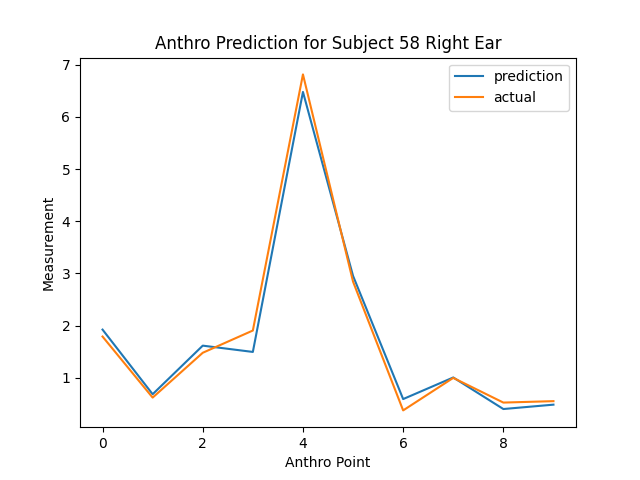 Anthro Prediction for Subject 58 Right Ear
prediction
actual
7
6
5
4
3
2
1
Measurement
0 2 4 6 8
Anthro Point